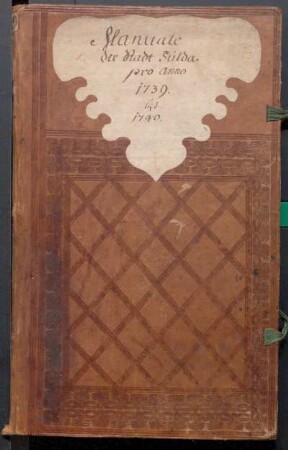 Manuale
der Stadt Fulda
pro Anno
1739.
bis
1740.